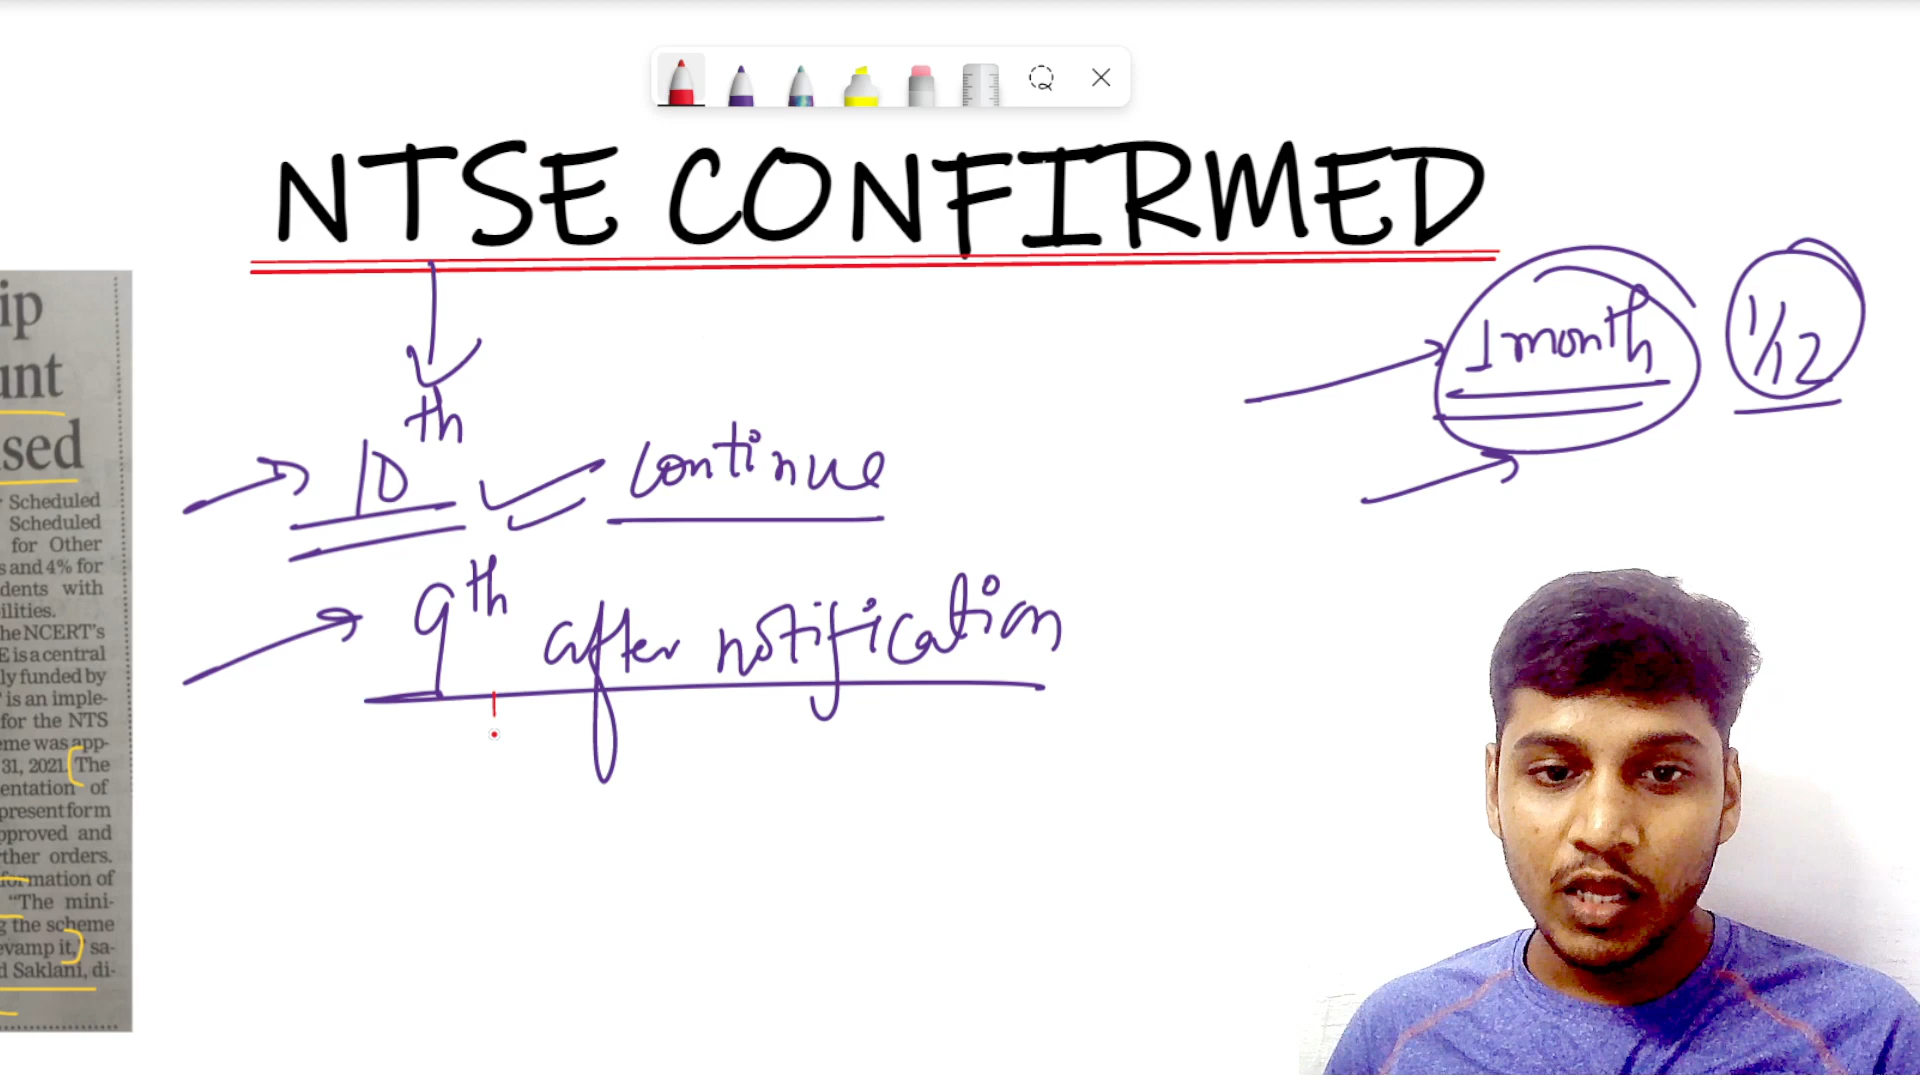 NTSE CONFIRMED
1 month
1/12
10th continue
9th after notification
ip
unt
sed
Scheduled
Scheduled
for Other
s and 4% for
dents with
ilities.
he NCERT's
E is a central
ly funded by
is an imple-
for the NTS
eme was app-
31, 2021. The
entation of
present form
pproved and
ther orders.
formation of
"The mini-
g the scheme
evamp it," sa-
d Saklani, di-